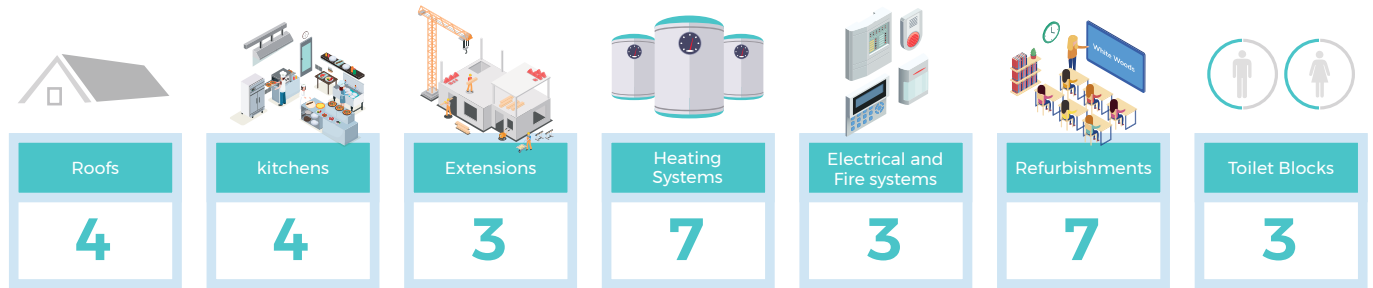 White Woods
Roofs
4
kitchens
4
Extensions
3
Heating
Systems
7
Electrical and
Fire systems
3
Refurbishments
7
Toilet Blocks
3